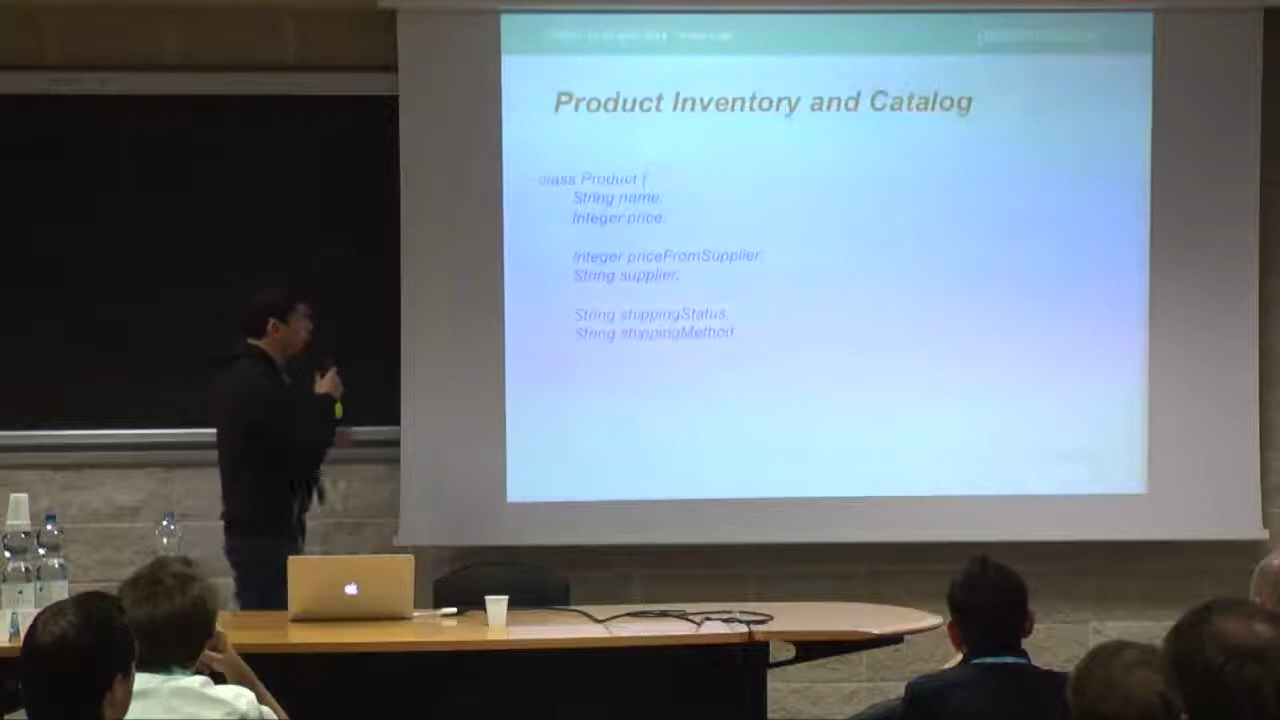 Product Inventory and Catalog
class Product {
String name;
Integer price;
Integer priceFromSupplier;
String supplier;
String shippingStatus;
String shippingMethod